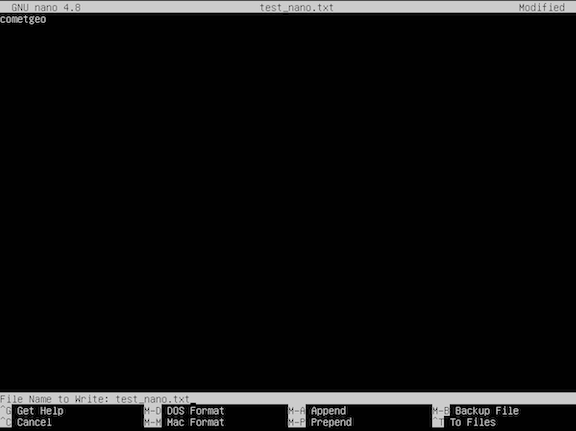 GNU nano 4.8 test_nano.txt Modified
cometgeo
File Name to Write: test_nano.txt
^G Get Help M-D DOS Format M-A Append M-B Backup File
^C Cancel M-M Mac Format M-P Prepend ^T To Files